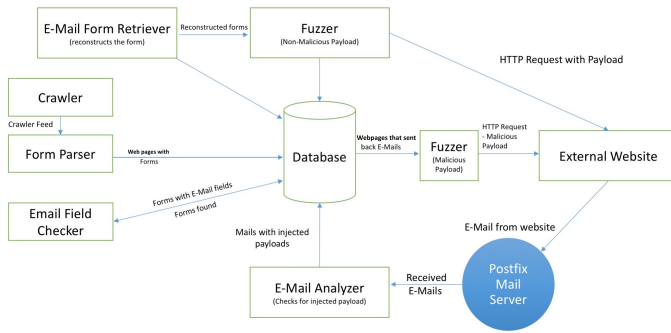 E-Mail Form Retriever
(reconstructs the form)
Reconstructed forms
Fuzzer
(Non-Malicious Payload)
HTTP Request with Payload
Crawler
Crawler Feed
Form Parser
Web pages with
Forms
Database
Webpages that sent
back E-Mails
Fuzzer
(Malicious
Payload)
HTTP Request
- Malicious
Payload
External Website
Email Field
Checker
Forms with E-Mail fields
Forms found
Mails with injected
payloads
E-Mail from website
E-Mail Analyzer
(Checks for injected payload)
Received
E-Mails
Postfix
Mail
Server